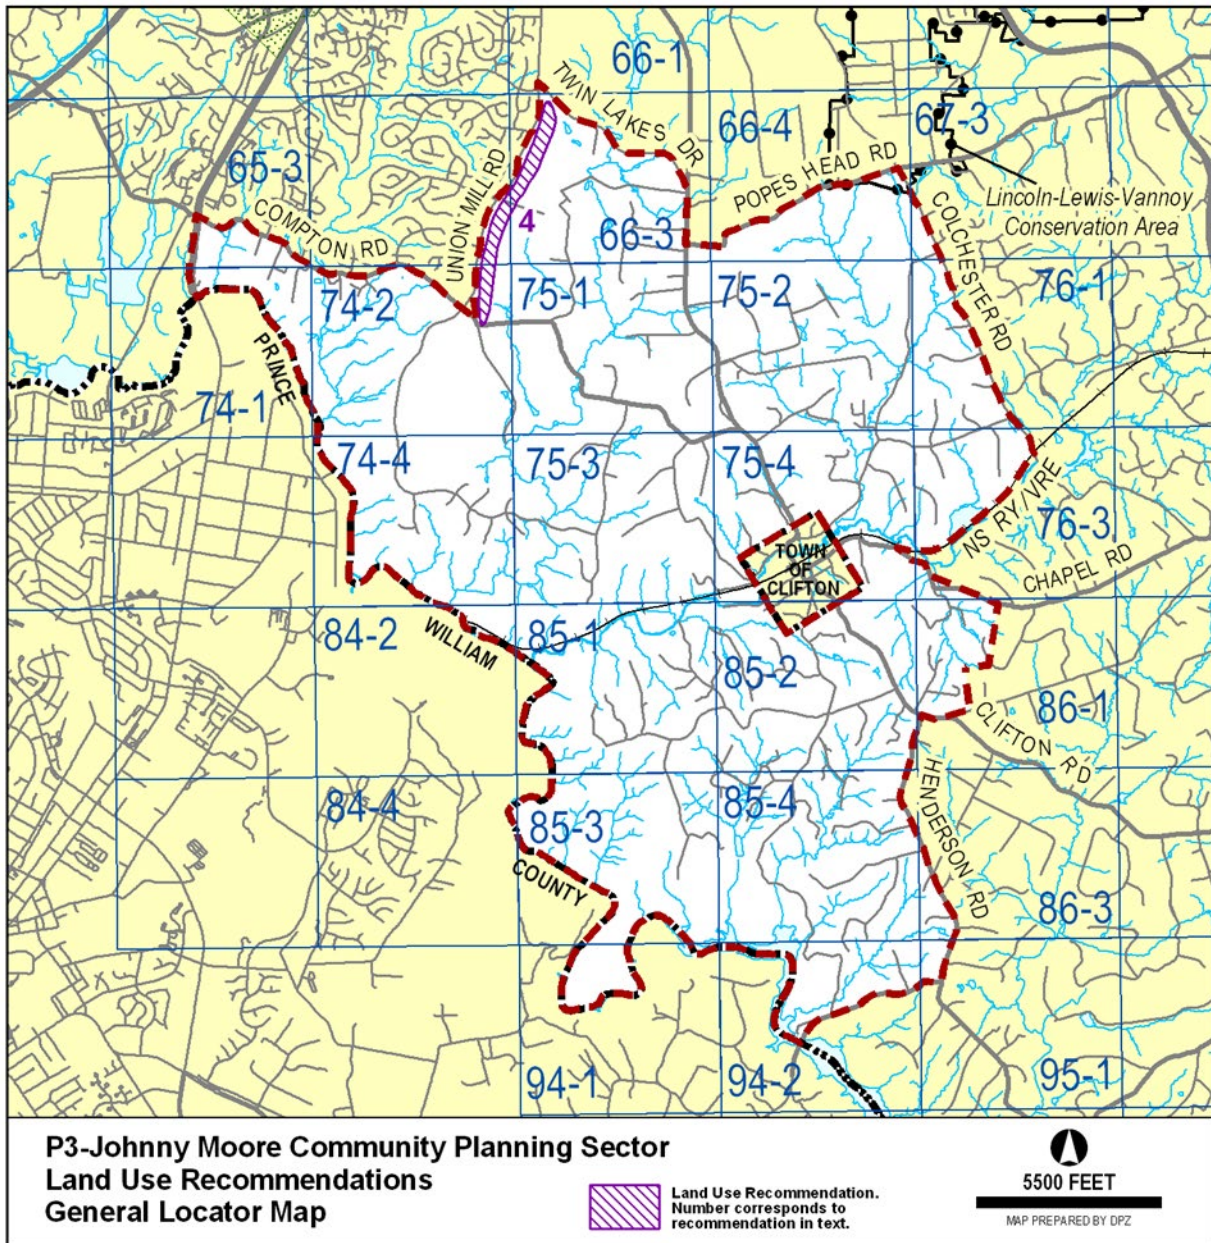 66-1
TWIN LAKES DR
66-4
67-3
65-3
UNION MILL RD
POPES HEAD RD
Lincoln-Lewis-Vannoy
Conservation Area
COMPTON RD
4
66-3
COLCHESTER RD
74-2
75-1
75-2
76-1
PRINCE
74-1
74-4
75-3
75-4
NS RY/VRE
76-3
TOWN
OF
CLIFTON
CHAPEL RD
84-2
WILLIAM
85-1
85-2
86-1
CLIFTON RD
HENDERSON RD
84-4
85-3
85-4
COUNTY
86-3
94-1
94-2
95-1
P3-Johnny Moore Community Planning Sector
Land Use Recommendations
General Locator Map
Land Use Recommendation.
Number corresponds to
recommendation in text.
5500 FEET
MAP PREPARED BY DPZ